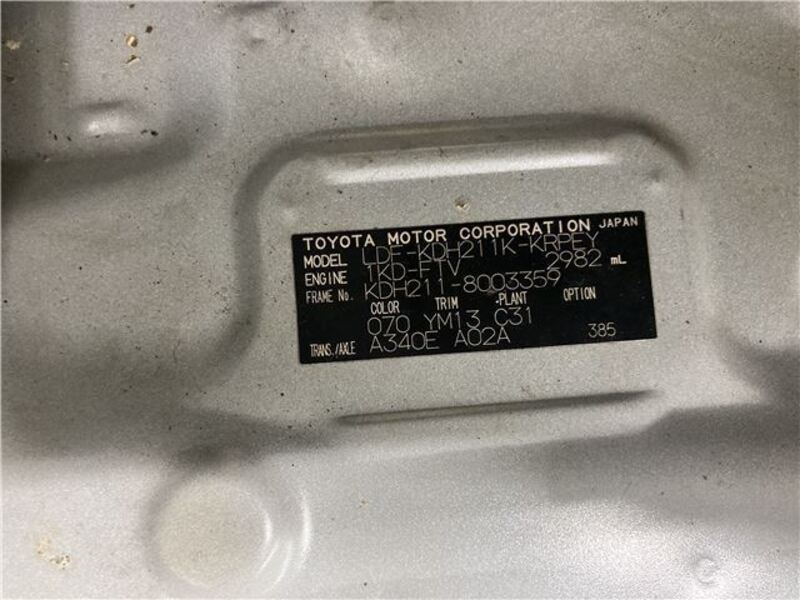 TOYOTA MOTOR CORPORATION JAPAN
MODEL LDF-KDH211K-KRPEY
ENGINE 1KD-FTV 2982 mL
FRAME No. KDH211-8003359
COLOR TRIM PLANT OPTION
070 YM13 C31
TRANS./AXLE A340E A02A 385